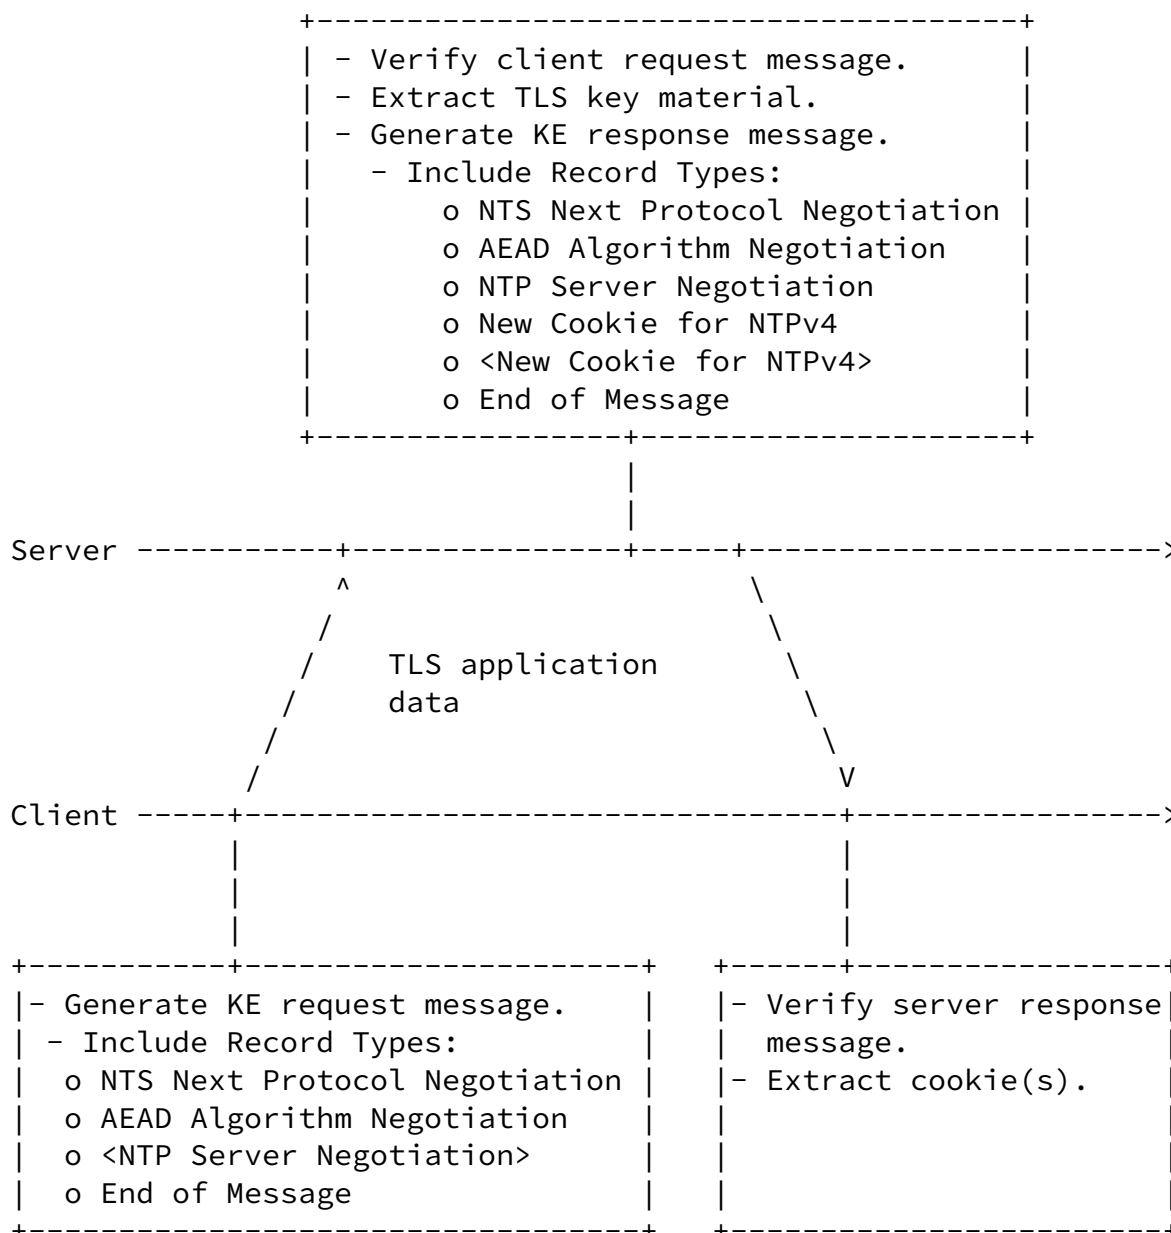 - Verify client request message.
- Extract TLS key material.
- Generate KE response message.
- Include Record Types:
o NTS Next Protocol Negotiation
o AEAD Algorithm Negotiation
o NTP Server Negotiation
o New Cookie for NTPv4
o <New Cookie for NTPv4>
o End of Message
Server
TLS application
data
Client
- Generate KE request message.
- Include Record Types:
o NTS Next Protocol Negotiation
o AEAD Algorithm Negotiation
o <NTP Server Negotiation>
o End of Message
- Verify server response
message.
- Extract cookie(s).